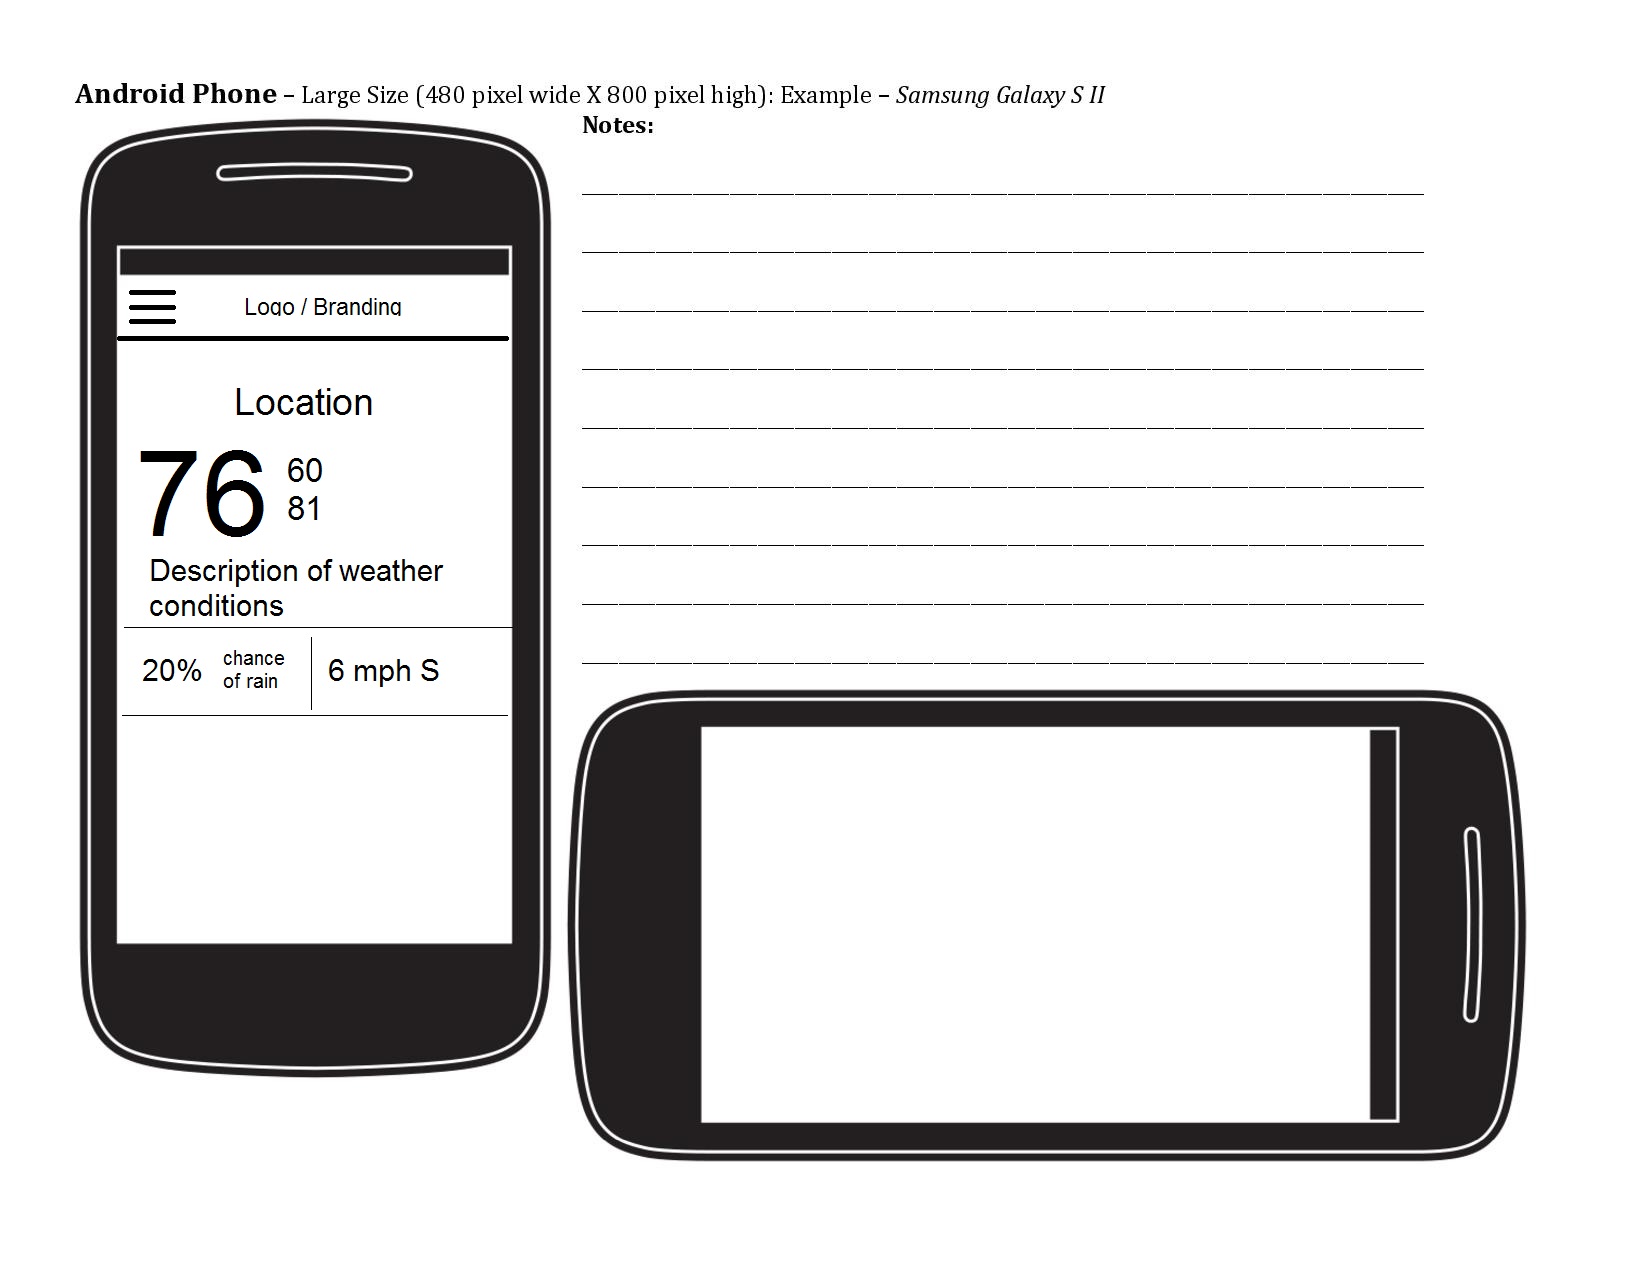 Android Phone – Large Size (480 pixel wide X 800 pixel high): Example – Samsung Galaxy S II
Notes:
Logo / Branding
Location
76
60
81
Description of weather
conditions
20%
chance
of rain
6 mph S